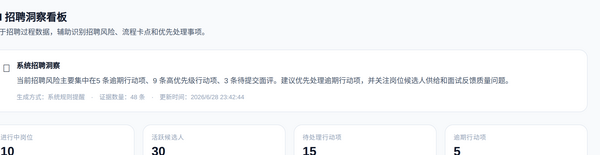 招聘洞察看板
于招聘过程数据，辅助识别招聘风险、流程卡点和优先处理事项。
系统招聘洞察
当前招聘风险主要集中在5 条逾期行动项、9 条高优先级行动项、3 条待提交面评。建议优先处理逾期行动项，并关注岗位候选人供给和面试反馈质量问题。
生成方式：系统规则提醒 · 证据数量：48 条 · 更新时间：2026/6/28 23:42:44
进行中岗位 活跃候选人 待处理行动项 逾期行动项
10 30 15 5